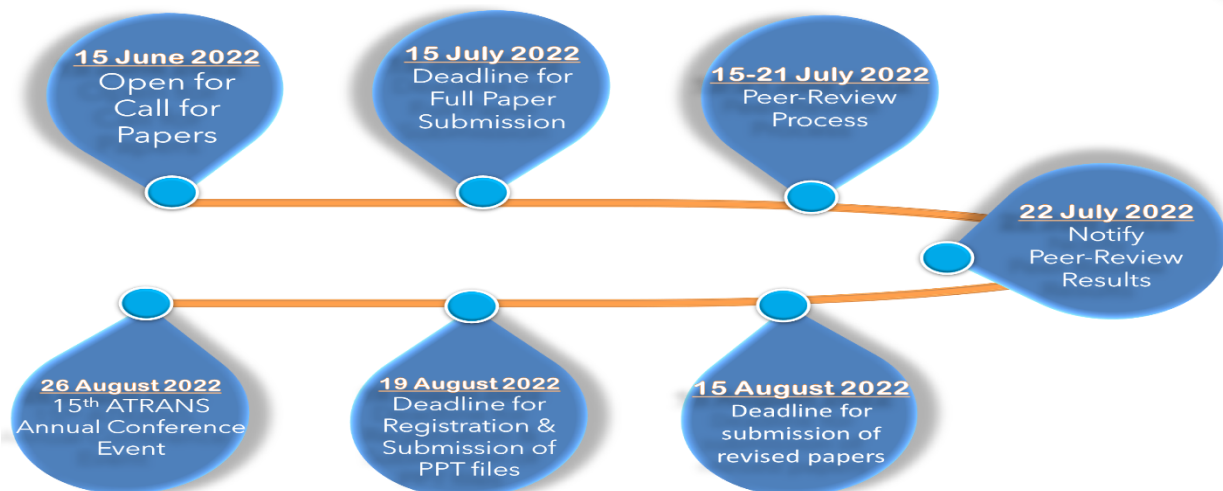 15 June 2022
Open for
Call for
Papers
15 July 2022
Deadline for
Full Paper
Submission
15-21 July 2022
Peer-Review
Process
22 July 2022
Notify
Peer-Review
Results
15 August 2022
Deadline for
submission of
revised papers
19 August 2022
Deadline for
Registration &
Submission of
PPT files
26 August 2022
15th ATRANS
Annual Conference
Event